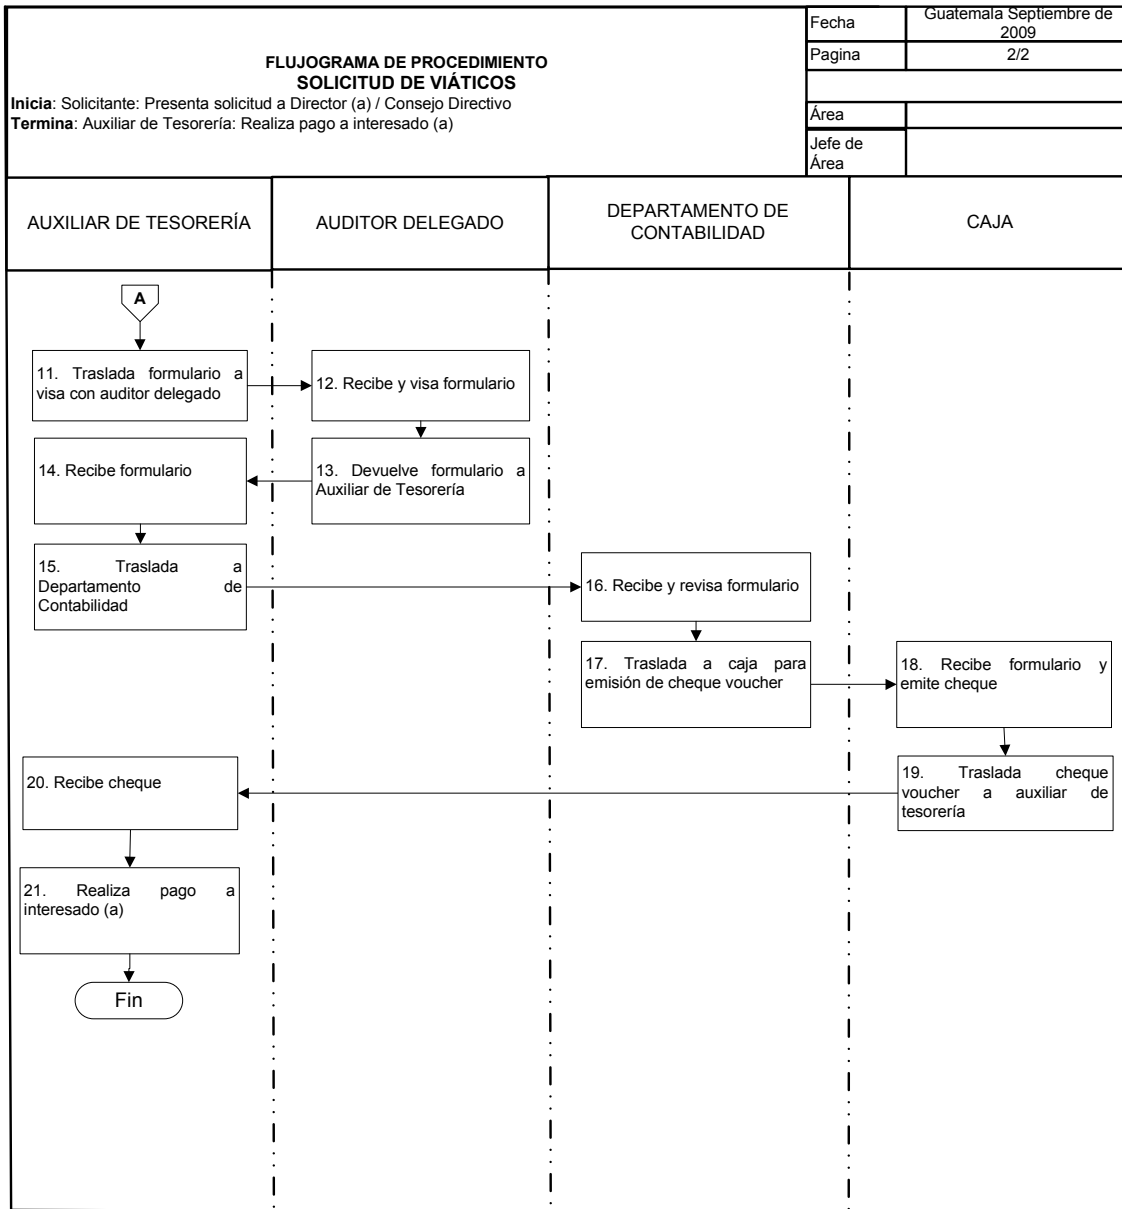 FLUJOGRAMA DE PROCEDIMIENTO
SOLICITUD DE VIÁTICOS
Inicia: Solicitante: Presenta solicitud a Director (a) / Consejo Directivo
Termina: Auxiliar de Tesorería: Realiza pago a interesado (a)
Fecha
Guatemala Septiembre de
2009
Pagina
2/2
Área
Jefe de
Área
AUXILIAR DE TESORERÍA
AUDITOR DELEGADO
DEPARTAMENTO DE
CONTABILIDAD
CAJA
A
11. Traslada formulario a
visa con auditor delegado
12. Recibe y visa formulario
13. Devuelve formulario a
Auxiliar de Tesorería
14. Recibe formulario
15. Traslada a
Departamento de
Contabilidad
16. Recibe y revisa formulario
17. Traslada a caja para
emisión de cheque voucher
18. Recibe formulario y
emite cheque
19. Traslada cheque
voucher a auxiliar de
tesorería
20. Recibe cheque
21. Realiza pago a
interesado (a)
Fin